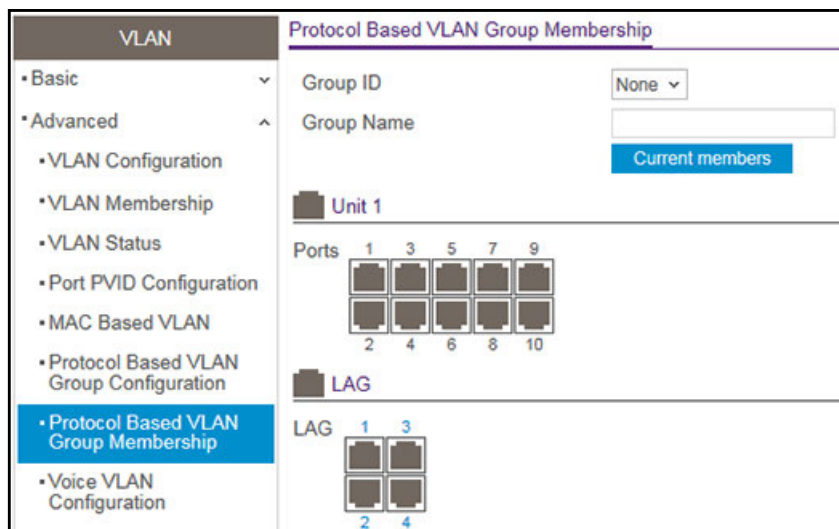 VLAN
Basic
Advanced
VLAN Configuration
VLAN Membership
VLAN Status
Port PVID Configuration
MAC Based VLAN
Protocol Based VLAN
Group Configuration
Protocol Based VLAN
Group Membership
Voice VLAN
Configuration
Protocol Based VLAN Group Membership
Group ID
None
Group Name
Current members
Unit 1
Ports 1 3 5 7 9
2 4 6 8 10
LAG
LAG 1 3
2 4